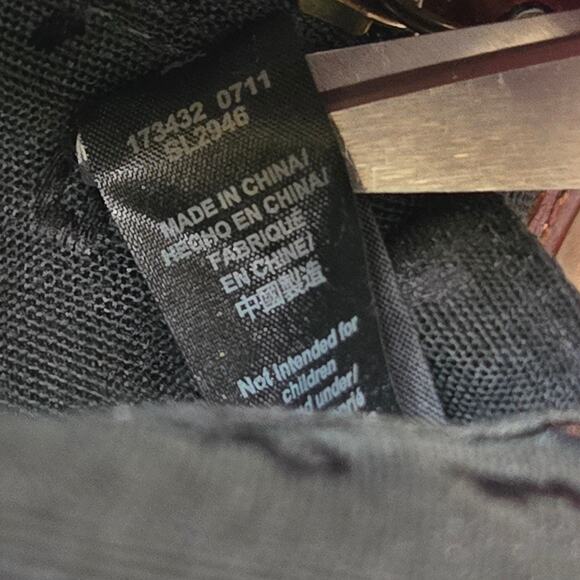 173432 0711
SL2946
MADE IN CHINA/
HECHO EN CHINA/
FABRIQUÉ
EN CHINE/
中國製造
Not intended for
children
d under/